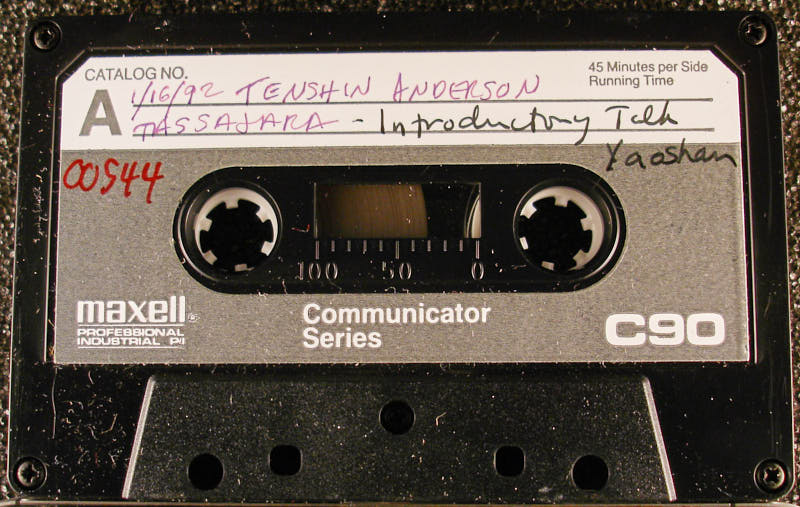 CATALOG NO.
45 Minutes per Side
Running Time
A
1/16/92 TENSHIN ANDERSON
TASSAJARA - Introductory Talk
Yaoshan
00544
100 50 0
maxell
PROFESSIONAL
INDUSTRIAL P/I
Communicator
Series
C90